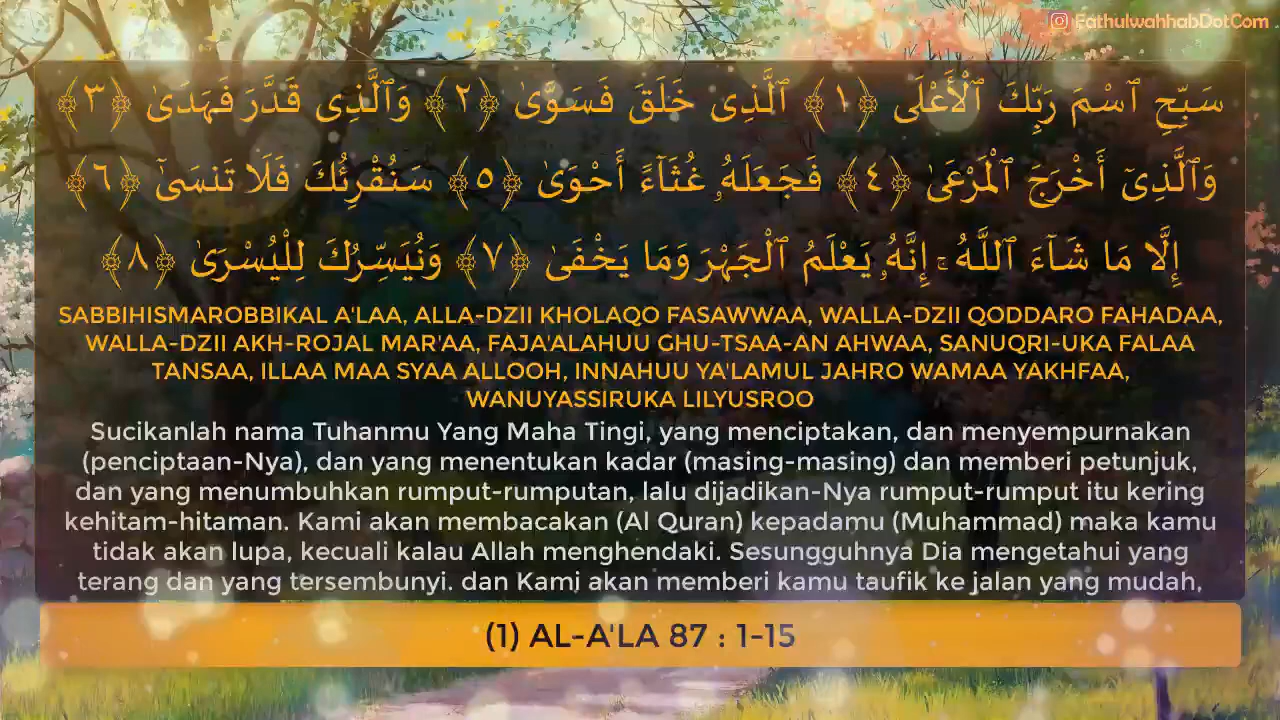 FathulwahhabDotCom
سَبِّحِ ٱسْمَ رَبِّكَ ٱلْأَعْلَى ﴿١﴾ ٱلَّذِى خَلَقَ فَسَوَّىٰ ﴿٢﴾ وَٱلَّذِى قَدَّرَ فَهَدَىٰ ﴿٣﴾
وَٱلَّذِىٓ أَخْرَجَ ٱلْمَرْعَىٰ ﴿٤﴾ فَجَعَلَهُۥ غُثَآءً أَحْوَىٰ ﴿٥﴾ سَنُقْرِئُكَ فَلَا تَنسَىٰٓ ﴿٦﴾
إِلَّا مَا شَآءَ ٱللَّهُ ۚ إِنَّهُۥ يَعْلَمُ ٱلْجَهْرَ وَمَا يَخْفَىٰ ﴿٧﴾ وَنُيَسِّرُكَ لِلْيُسْرَىٰ ﴿٨﴾
SABBIHISMAROBBIKAL A'LAA, ALLA-DZII KHOLAQO FASAWWAA, WALLA-DZII QODDARO FAHADAA,
WALLA-DZII AKH-ROJAL MAR'AA, FAJA'ALAHUU GHU-TSAA-AN AHWAA, SANUQRI-UKA FALAA
TANSAA, ILLAA MAA SYAA ALLOOH, INNAHUU YA'LAMUL JAHRO WAMAA YAKHFAA,
WANUYASSIRUKA LILYUSROO
Sucikanlah nama Tuhanmu Yang Maha Tingi, yang menciptakan, dan menyempurnakan
(penciptaan-Nya), dan yang menentukan kadar (masing-masing) dan memberi petunjuk,
dan yang menumbuhkan rumput-rumputan, lalu dijadikan-Nya rumput-rumput itu kering
kehitam-hitaman. Kami akan membacakan (Al Quran) kepadamu (Muhammad) maka kamu
tidak akan lupa, kecuali kalau Allah menghendaki. Sesungguhnya Dia mengetahui yang
terang dan yang tersembunyi. dan Kami akan memberi kamu taufik ke jalan yang mudah,
(1) AL-A'LA 87 : 1-15